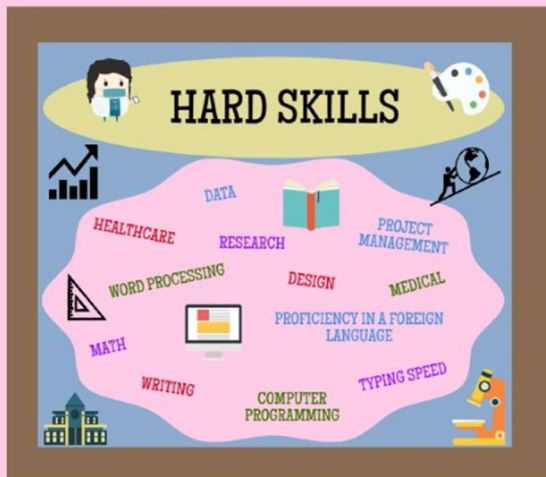 HARD SKILLS
DATA
HEALTHCARE
RESEARCH
PROJECT
MANAGEMENT
WORD PROCESSING
DESIGN
MEDICAL
PROFICIENCY IN A FOREIGN
LANGUAGE
MATH
WRITING
TYPING SPEED
COMPUTER
PROGRAMMING